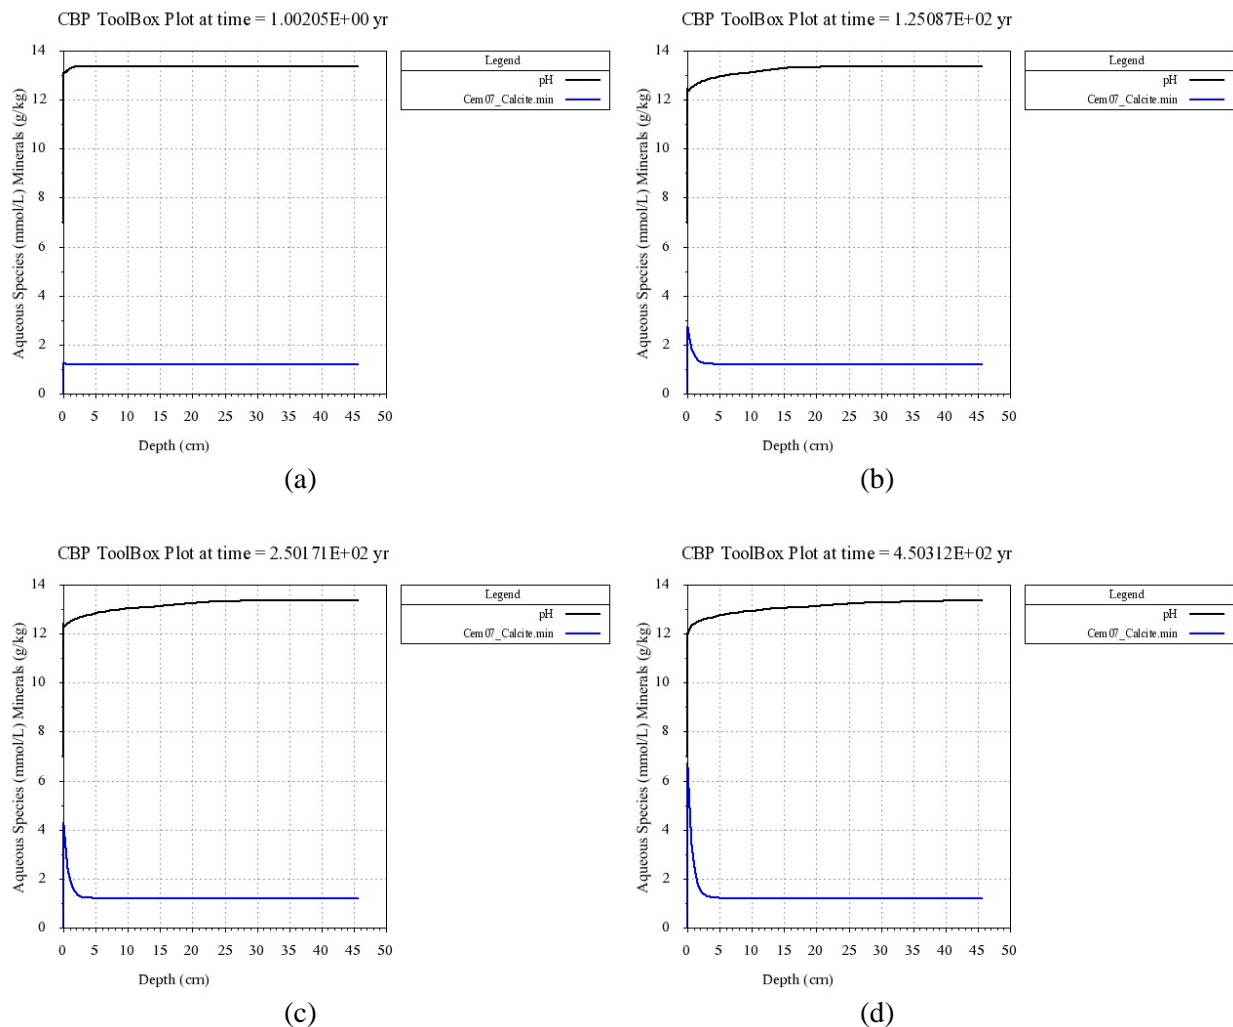 CBP ToolBox Plot at time = 1.00205E+00 yr
Aqueous Species (mmol/L) Minerals (g/kg)
14
12
10
8
6
4
2
0
0 5 10 15 20 25 30 35 40 45 50
Depth (cm)
Legend
pH
Cem07_Calcite.min
(a)
CBP ToolBox Plot at time = 1.25087E+02 yr
Aqueous Species (mmol/L) Minerals (g/kg)
14
12
10
8
6
4
2
0
0 5 10 15 20 25 30 35 40 45 50
Depth (cm)
Legend
pH
Cem07_Calcite.min
(b)
CBP ToolBox Plot at time = 2.50171E+02 yr
Aqueous Species (mmol/L) Minerals (g/kg)
14
12
10
8
6
4
2
0
0 5 10 15 20 25 30 35 40 45 50
Depth (cm)
Legend
pH
Cem07_Calcite.min
(c)
CBP ToolBox Plot at time = 4.50312E+02 yr
Aqueous Species (mmol/L) Minerals (g/kg)
14
12
10
8
6
4
2
0
0 5 10 15 20 25 30 35 40 45 50
Depth (cm)
Legend
pH
Cem07_Calcite.min
(d)